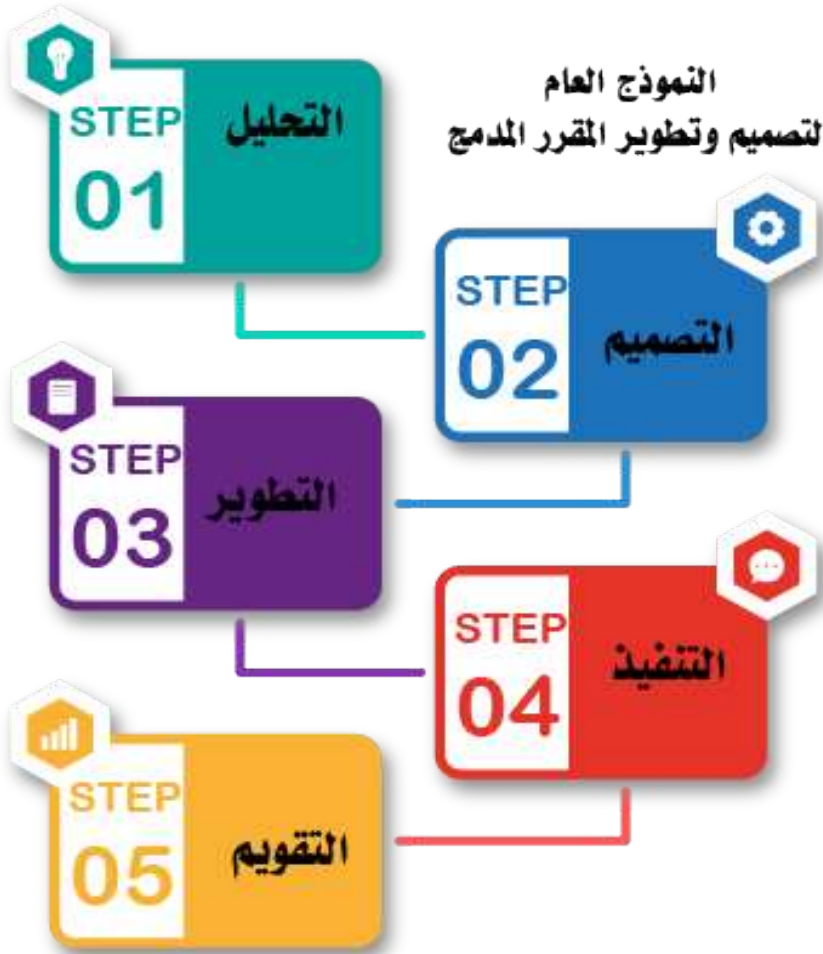 النموذج العام
لتصميم وتطوير المقرر المدمج
STEP
01
التحليل
STEP
02
التصميم
STEP
03
التطوير
STEP
04
التنفيذ
STEP
05
التقويم